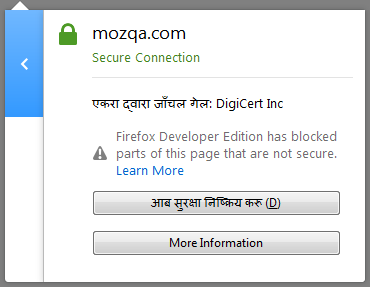 mozqa.com
Secure Connection
एकरा द्वारा जाँचल गेल: DigiCert Inc
Firefox Developer Edition has blocked
parts of this page that are not secure.
Learn More
आब सुरक्षा निष्क्रिय करू (D)
More Information